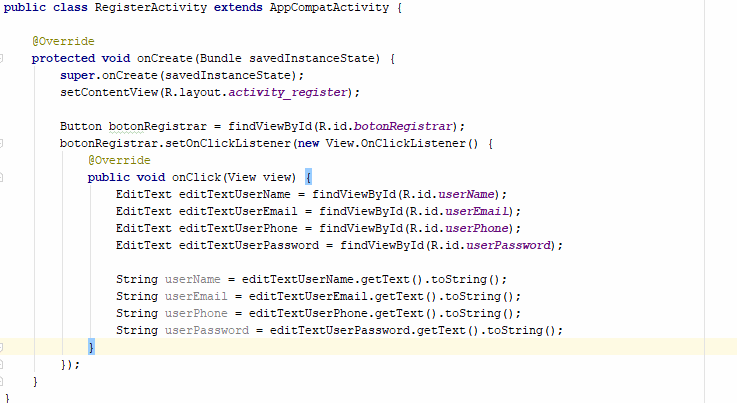 public class RegisterActivity extends AppCompatActivity {
@Override
protected void onCreate(Bundle savedInstanceState) {
super.onCreate(savedInstanceState);
setContentView(R.layout.activity_register);
Button botonRegistrar = findViewById(R.id.botonRegistrar);
botonRegistrar.setOnClickListener(new View.OnClickListener() {
@Override
public void onClick(View view) {
EditText editTextUserName = findViewById(R.id.userName);
EditText editTextUserEmail = findViewById(R.id.userEmail);
EditText editTextUserPhone = findViewById(R.id.userPhone);
EditText editTextUserPassword = findViewById(R.id.userPassword);
String userName = editTextUserName.getText().toString();
String userEmail = editTextUserEmail.getText().toString();
String userPhone = editTextUserPhone.getText().toString();
String userPassword = editTextUserPassword.getText().toString();
}
});
}
}